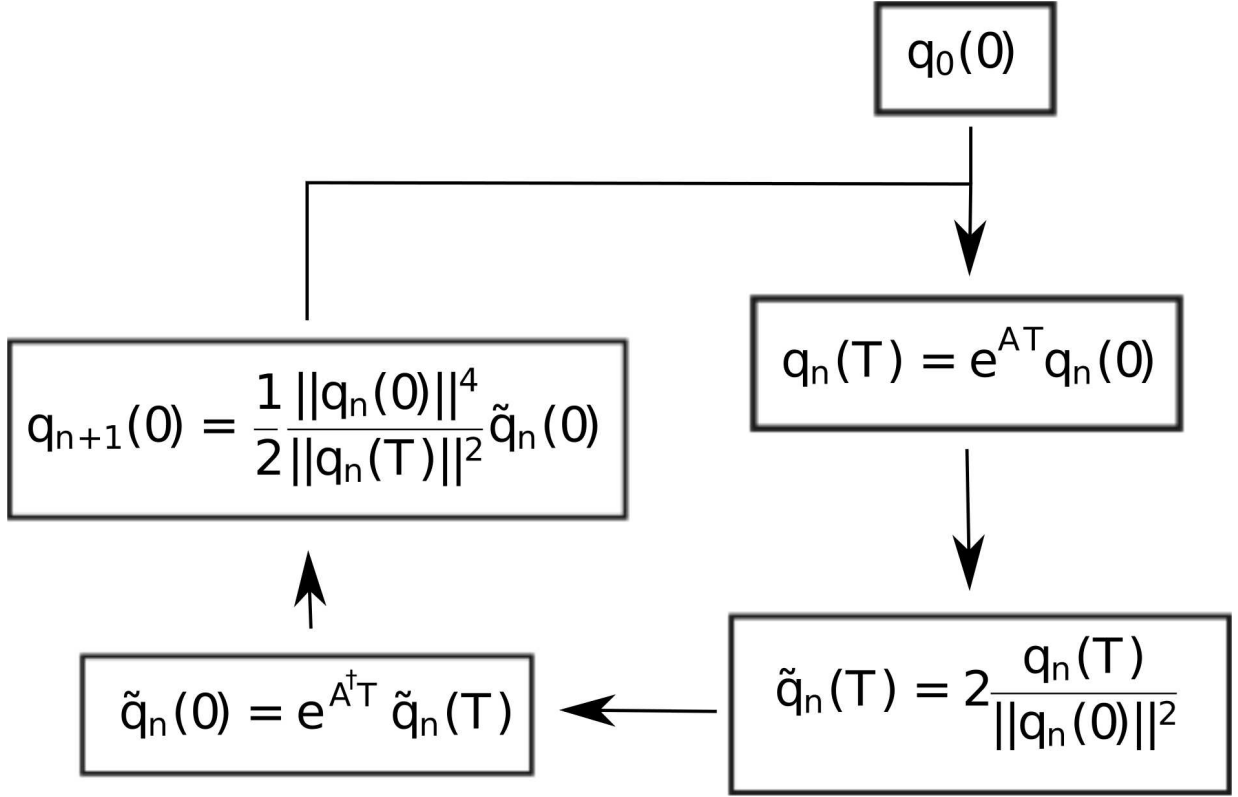 q₀(0)
qₙ(T) = e^{AT}qₙ(0)
q̃ₙ(T) = 2 qₙ(T) / ||qₙ(0)||²
q̃ₙ(0) = e^{A†T} q̃ₙ(T)
qₙ₊₁(0) = 1/2 ||qₙ(0)||⁴ / ||qₙ(T)||² q̃ₙ(0)